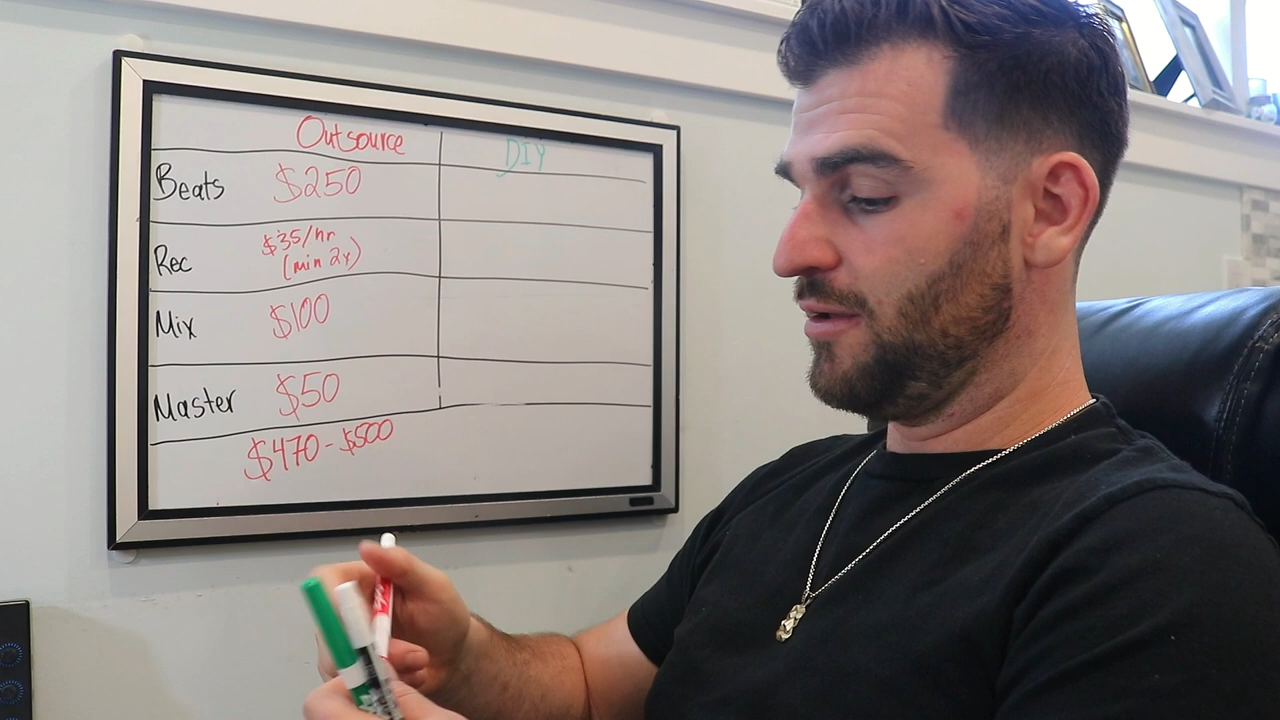 Outsource DIY
Beats $250
Rec $35/hr
(min 2x)
Mix $100
Master $50
$470-$500